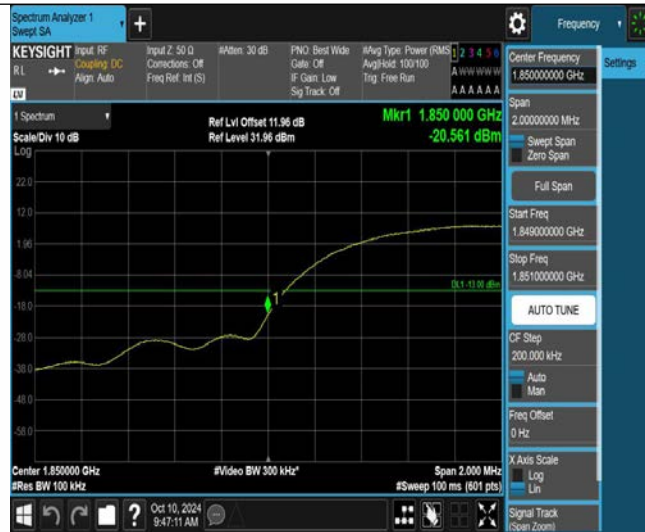 Spectrum Analyzer 1
Swept SA
+
Frequency
KEYSIGHT
RL
LXI
Input: RF
Coupling: DC
Align: Auto
Input Z: 50 Ω
Corrections: Off
Freq Ref: Int (S)
#Atten: 30 dB
PNO: Best Wide
Gate: Off
IF Gain: Low
Sig Track: Off
#Avg Type: Power (RMS
Avg|Hold: 100/100
Trig: Free Run
1 2 3 4 5 6
A W W W W W
A A A A A A
1 Spectrum
Scale/Div 10 dB
Log
Ref Lvl Offset 11.96 dB
Ref Level 31.96 dBm
Mkr1 1.850 000 GHz
-20.561 dBm
22.0
12.0
1.96
-8.04
-18.0
-28.0
-38.0
-48.0
-58.0
DL1 -13.00 dBm
1
Center 1.850000 GHz
#Res BW 100 kHz
#Video BW 300 kHz*
Span 2.000 MHz
#Sweep 100 ms (601 pts)
Center Frequency
1.850000000 GHz
Settings
Span
2.00000000 MHz
Swept Span
Zero Span
Full Span
Start Freq
1.849000000 GHz
Stop Freq
1.851000000 GHz
AUTO TUNE
CF Step
200.000 kHz
Auto
Man
Freq Offset
0 Hz
X Axis Scale
Log
Lin
Signal Track
(Span Zoom)
?
Oct 10, 2024
9:47:11 AM